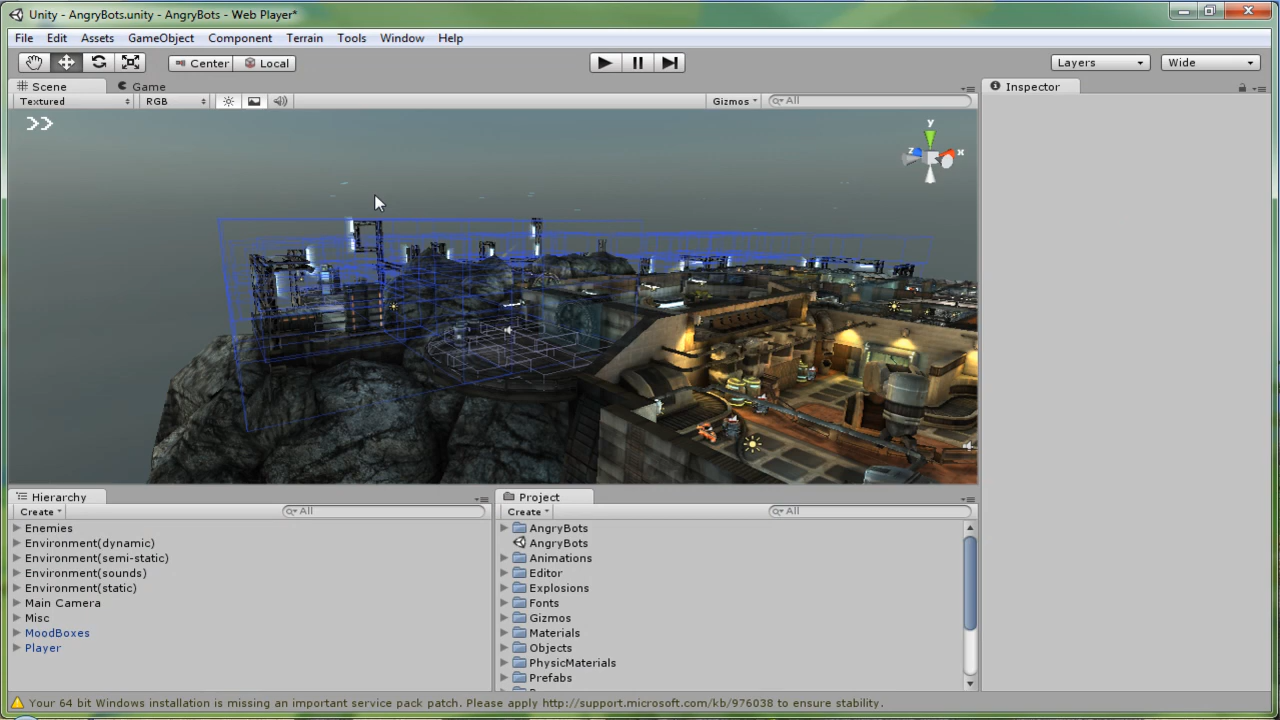 Unity - AngryBots.unity - AngryBots - Web Player*
File Edit Assets GameObject Component Terrain Tools Window Help
Center Local Layers Wide
Scene Game Inspector
Textured RGB Gizmos All
>>
y
z x
Hierarchy
Create All
Enemies
Environment(dynamic)
Environment(semi-static)
Environment(sounds)
Environment(static)
Main Camera
Misc
MoodBoxes
Player
Project
Create All
AngryBots
AngryBots
Animations
Editor
Explosions
Fonts
Gizmos
Materials
Objects
PhysicMaterials
Prefabs
Your 64 bit Windows installation is missing an important service pack patch. Please apply http://support.microsoft.com/kb/976038 to ensure stability.